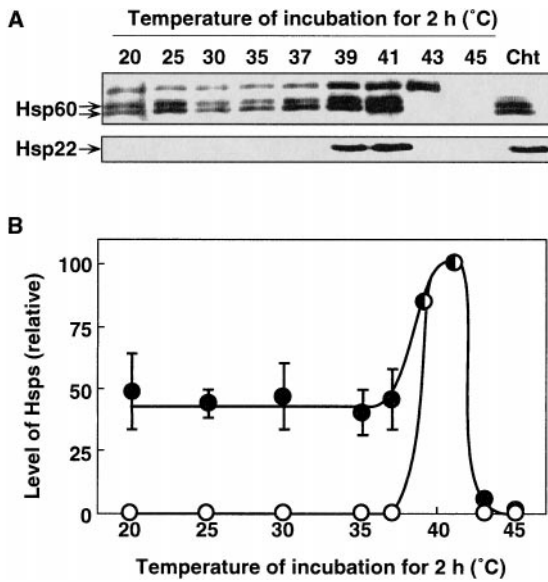 A
Temperature of incubation for 2 h (˚C)
20 25 30 35 37 39 41 43 45 Cht
Hsp60
Hsp22
B
Level of Hsps (relative)
100
75
50
25
0
20 25 30 35 40 45
Temperature of incubation for 2 h (˚C)